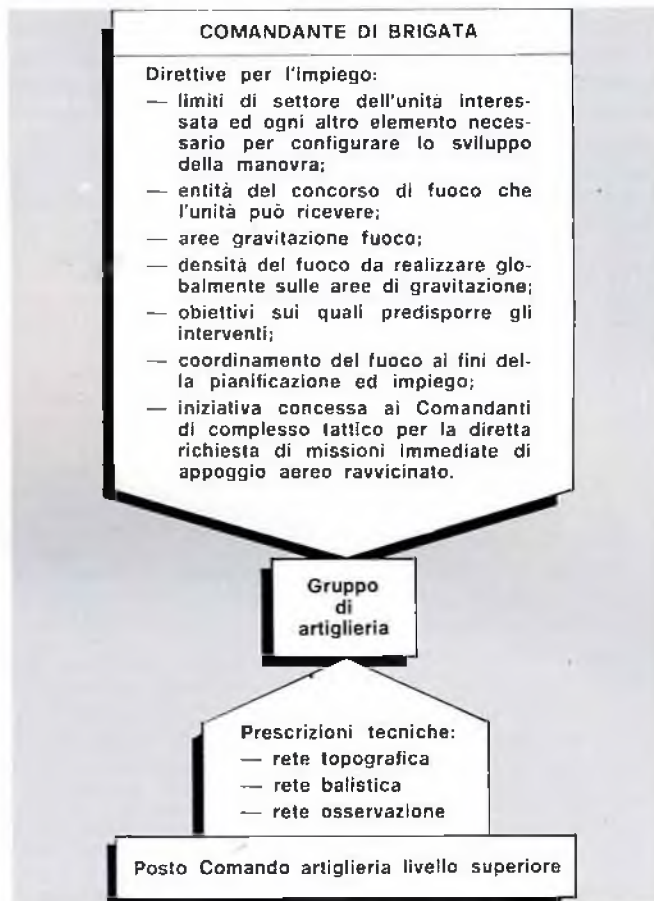 COMANDANTE DI BRIGATA
Direttive per l'impiego:
— limiti di settore dell'unità interes-
sata ed ogni altro elemento neces-
sario per configurare lo sviluppo
della manovra;
— entità del concorso di fuoco che
l'unità può ricevere;
— aree gravitazione fuoco;
— densità del fuoco da realizzare glo-
balmente sulle aree di gravitazione;
— obiettivi sui quali predisporre gli
interventi;
— coordinamento del fuoco ai fini del-
la pianificazione ed impiego;
— iniziativa concessa ai Comandanti
di complesso tattico per la diretta
richiesta di missioni immediate di
appoggio aereo ravvicinato.
Gruppo
di
artiglieria
Prescrizioni tecniche:
— rete topografica
— rete balistica
— rete osservazione
Posto Comando artiglieria livello superiore